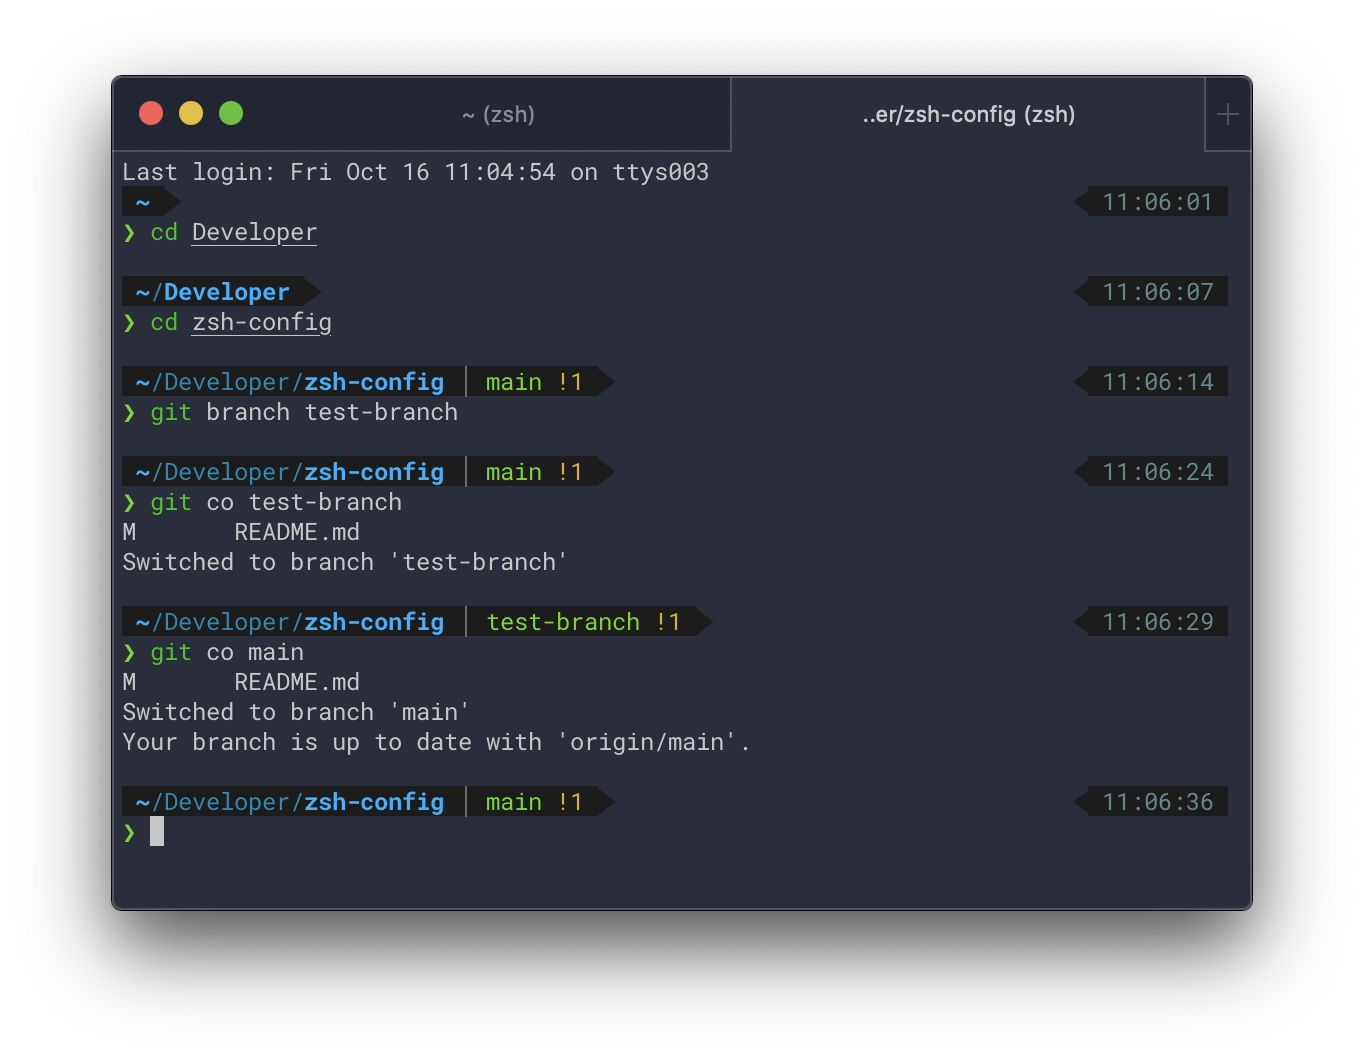 ~ (zsh) ..er/zsh-config (zsh) +
Last login: Fri Oct 16 11:04:54 on ttys003
~ 11:06:01
❯ cd Developer
~/Developer 11:06:07
❯ cd zsh-config
~/Developer/zsh-config | main !1 11:06:14
❯ git branch test-branch
~/Developer/zsh-config | main !1 11:06:24
❯ git co test-branch
M README.md
Switched to branch 'test-branch'
~/Developer/zsh-config | test-branch !1 11:06:29
❯ git co main
M README.md
Switched to branch 'main'
Your branch is up to date with 'origin/main'.
~/Developer/zsh-config | main !1 11:06:36
❯